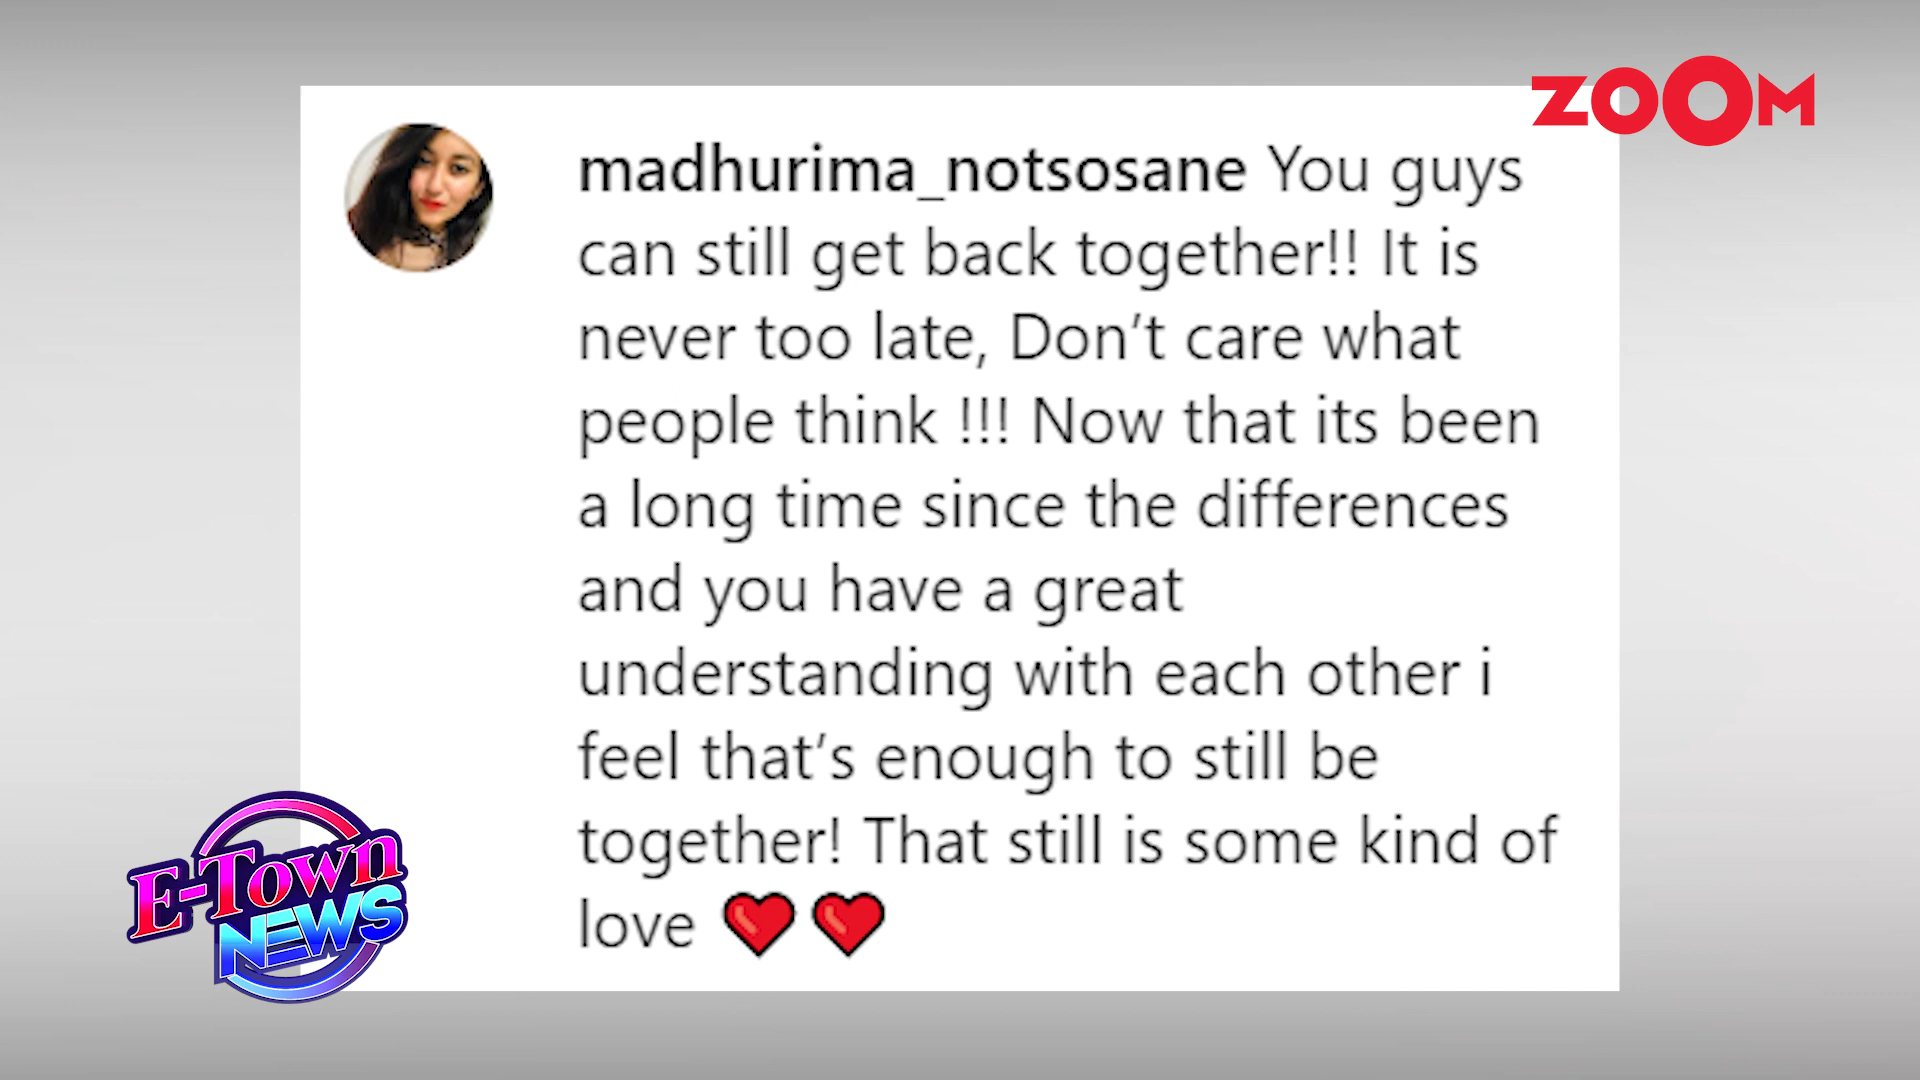 ZOOM
madhurima_notsosane You guys
can still get back together!! It is
never too late, Don’t care what
people think !!! Now that its been
a long time since the differences
and you have a great
understanding with each other i
feel that’s enough to still be
together! That still is some kind of
love ❤️❤️
E-TOWN
NEWS